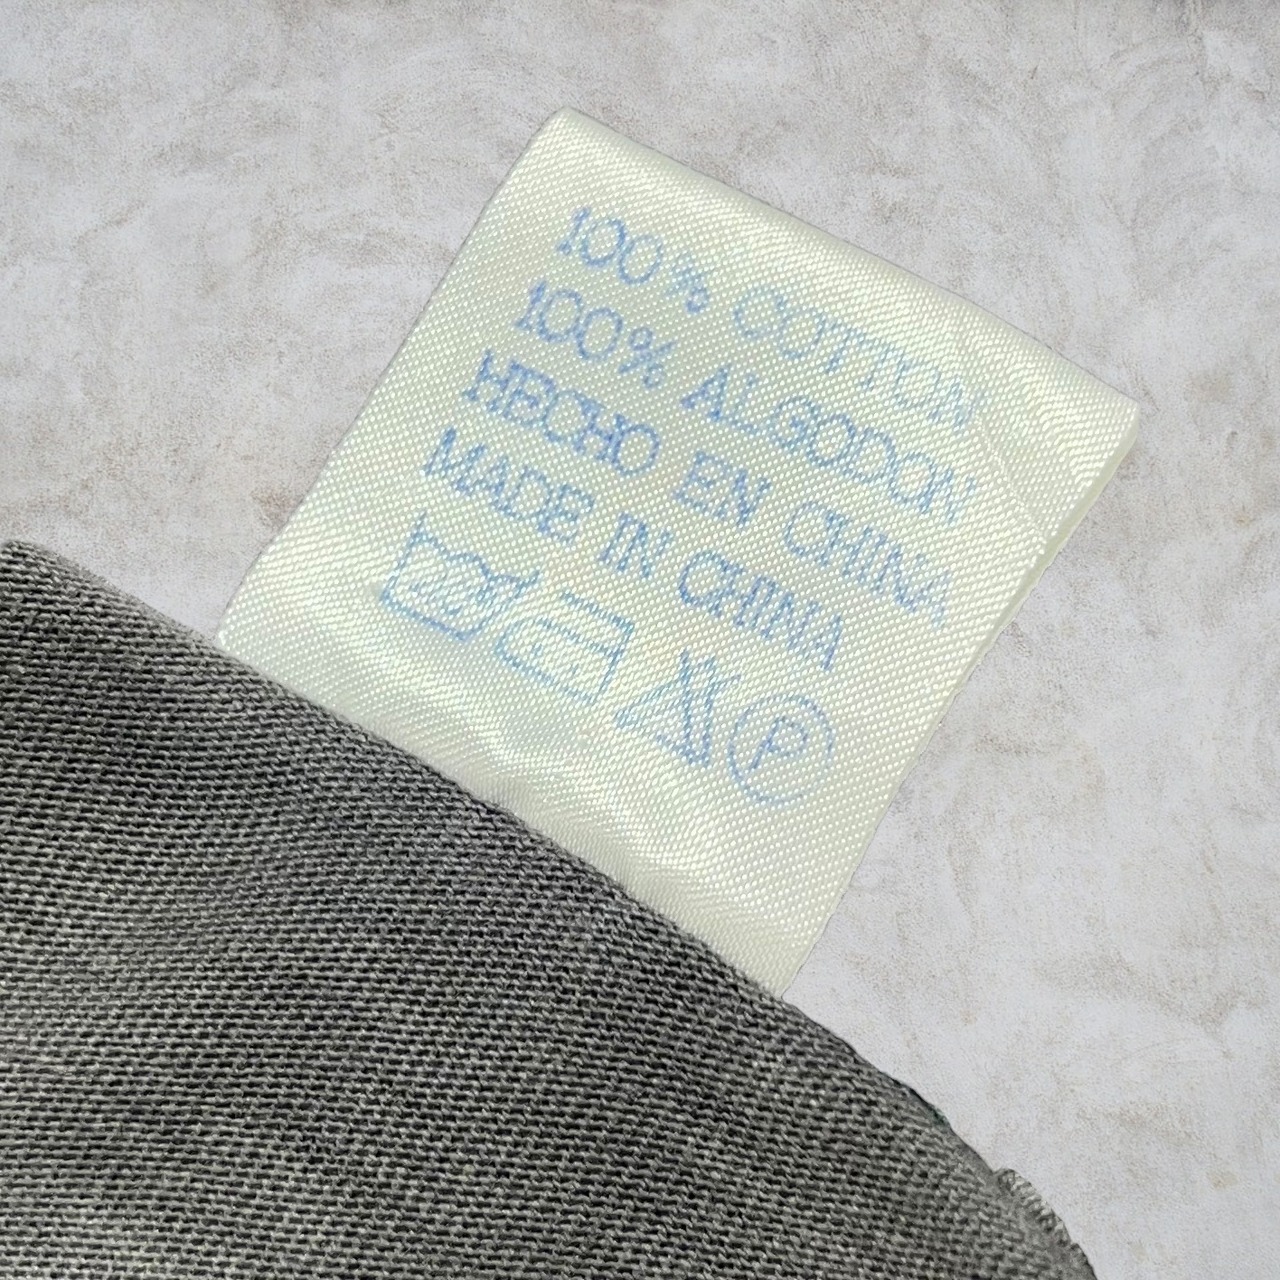 100% COTTON
100% ALGODON
HECHO EN CHINA
MADE IN CHINA
P